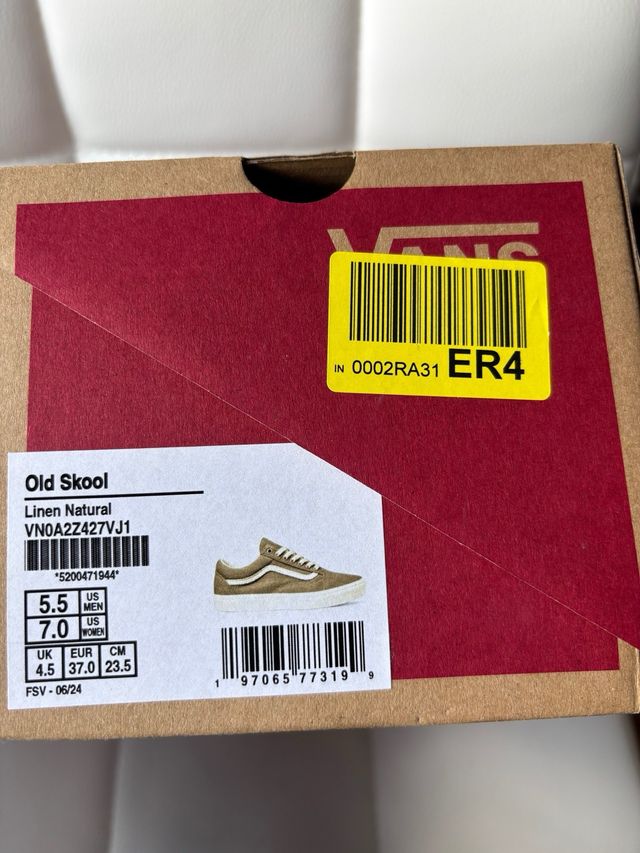 VANS
IN 0002RA31 ER4
Old Skool
Linen Natural
VN0A2Z427VJ1
*5200471944*
5.5 US MEN
7.0 US WOMEN
UK EUR CM
4.5 37.0 23.5
FSV - 06/24
1 97065 77319 9